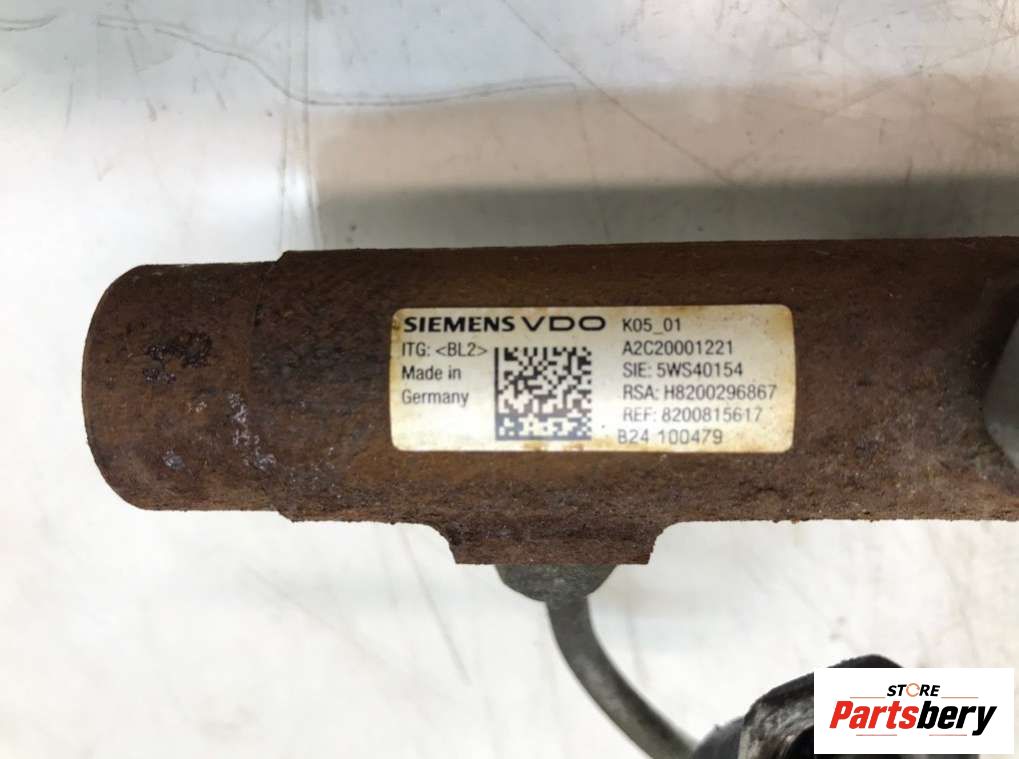 SIEMENS VDO K05_01
ITG: <BL2> A2C20001221
Made in SIE: 5WS40154
Germany RSA: H8200296867
REF: 8200815617
B24 100479
STORE
Partsbery